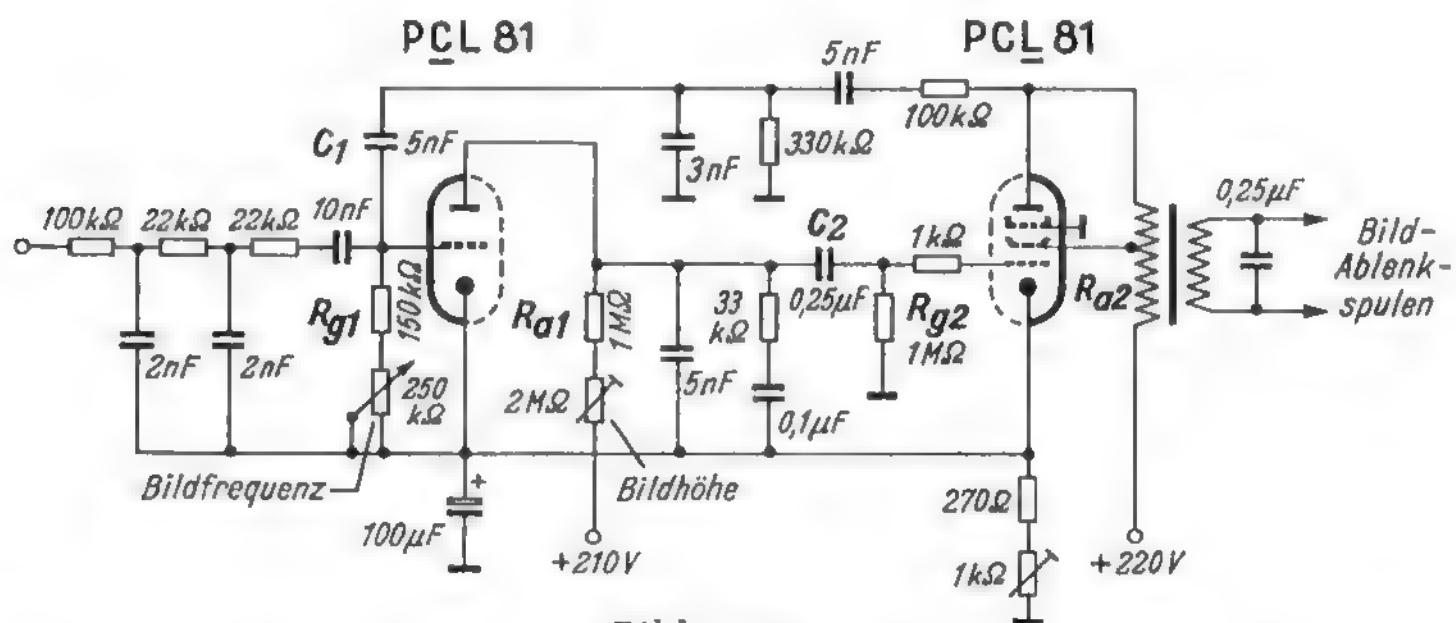 PCL 81
PCL 81
5nF
100kΩ
C1
5nF
3nF
330kΩ
0,25µF
100kΩ
22kΩ
22kΩ
10nF
C2
1kΩ
Bild-
Ablenk-
spulen
Rg1
150kΩ
Ra1
1MΩ
33
kΩ
0,25µF
Rg2
1MΩ
Ra2
2nF
2nF
250
kΩ
2MΩ
5nF
0,1µF
Bildfrequenz
+
Bildhöhe
100µF
+210V
270Ω
1kΩ
+220V